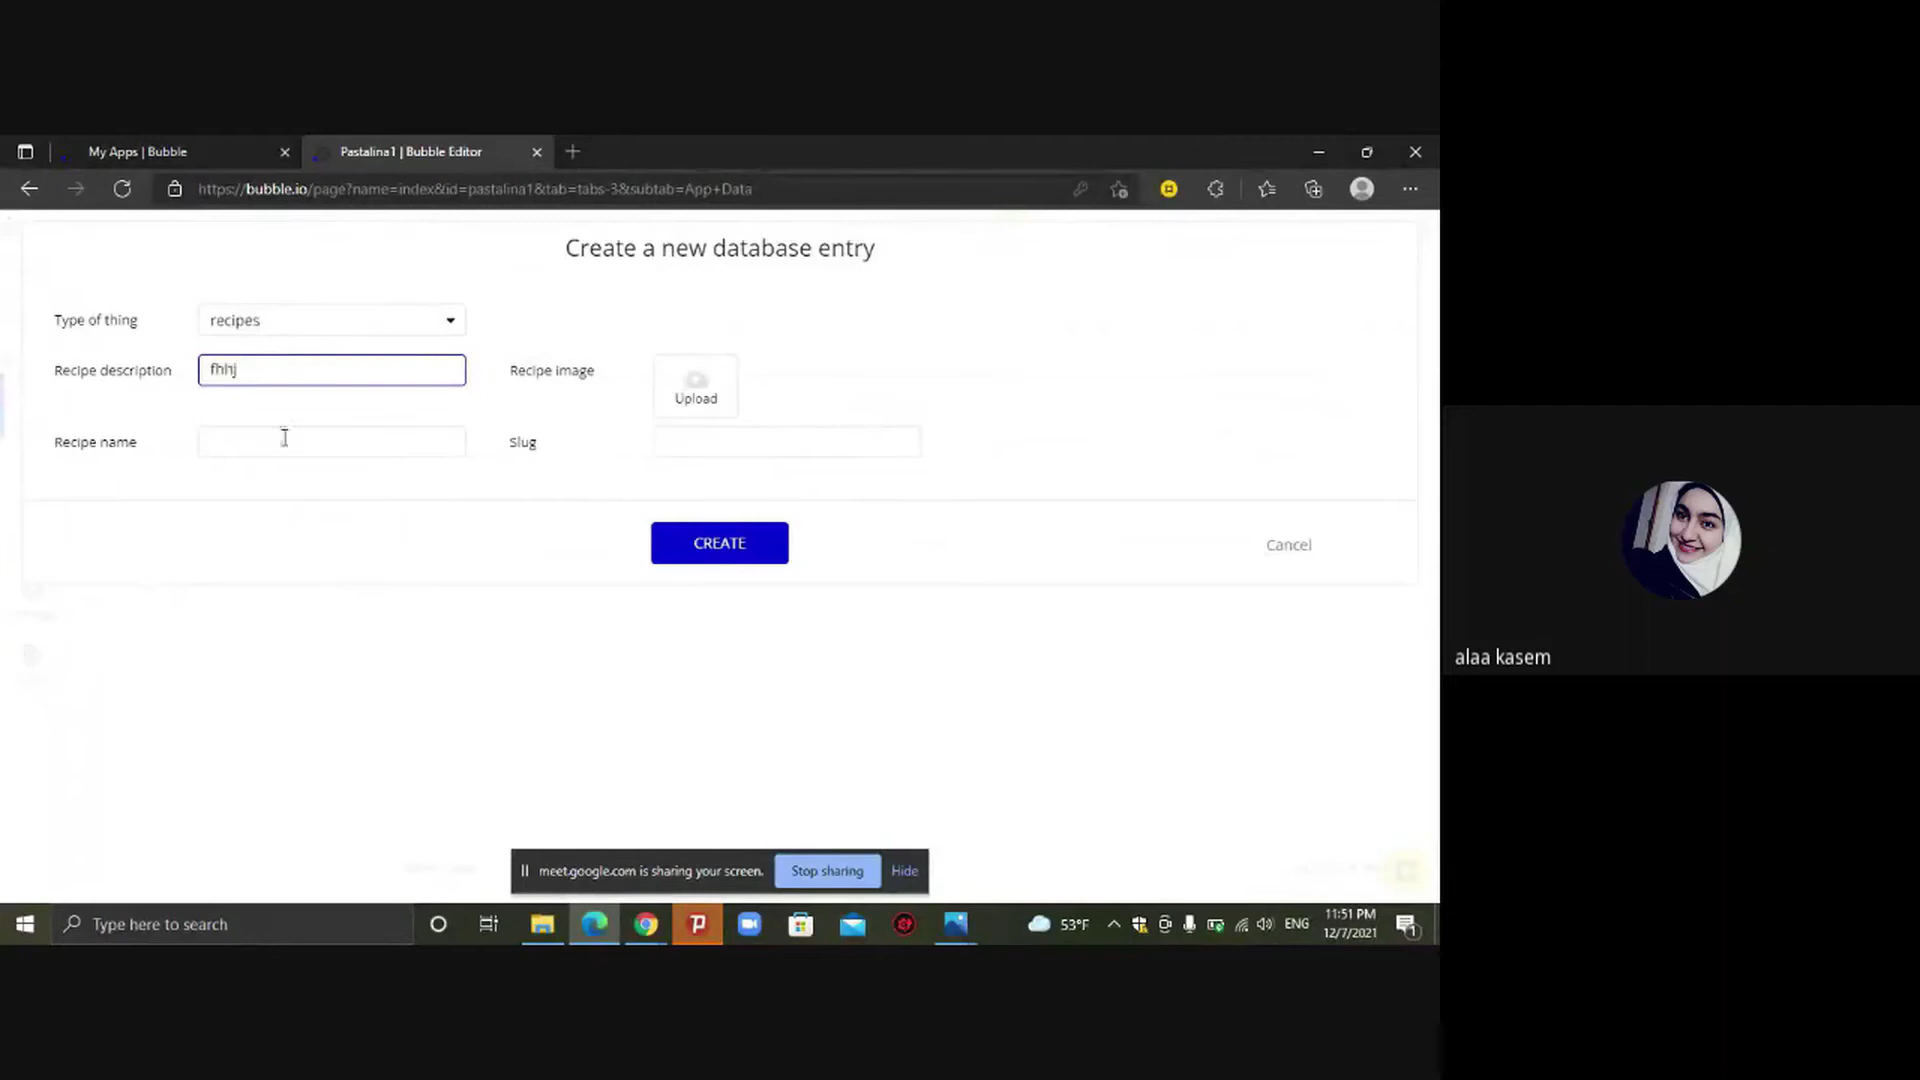 My Apps | Bubble
Pastalina1 | Bubble Editor
https://bubble.io/page?name=index&id=pastalina1&tab=tabs-3&subtab=App+Data
Create a new database entry
Type of thing
recipes
Recipe description
fhhj
Recipe image
Upload
Recipe name
Slug
CREATE
Cancel
alaa kasem
meet.google.com is sharing your screen.
Stop sharing
Hide
Type here to search
53°F
ENG
11:51 PM
12/7/2021
1